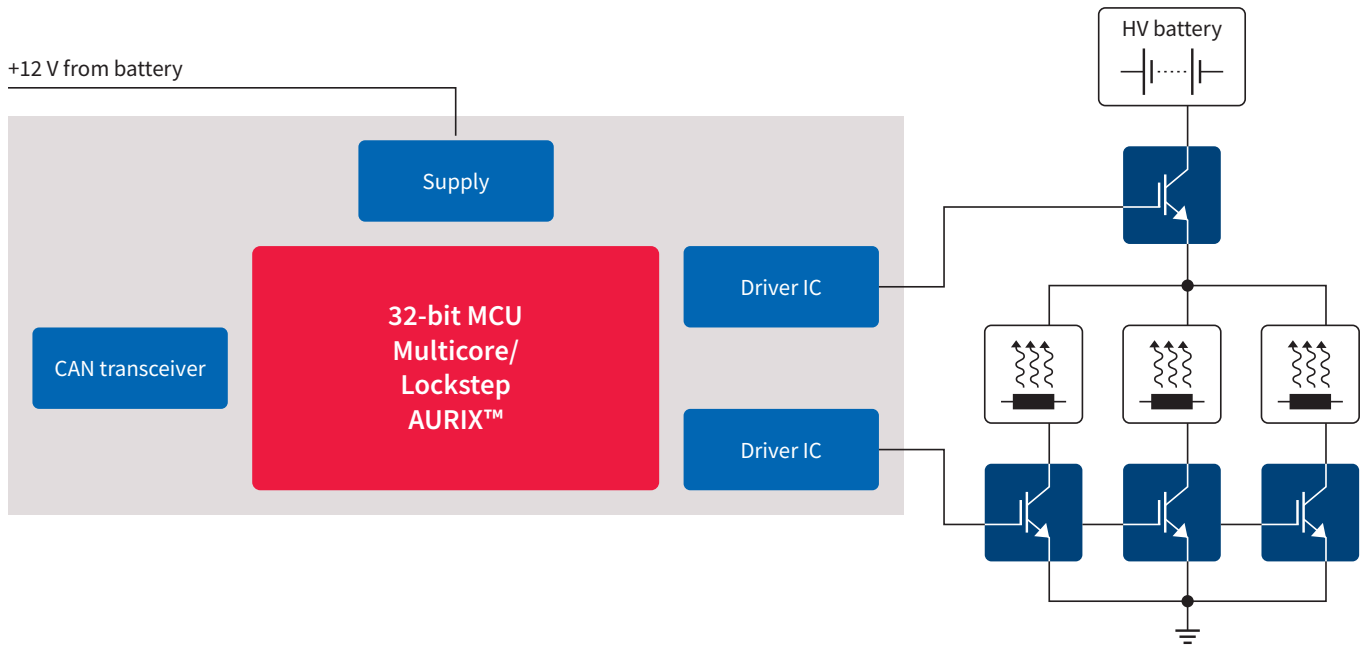 HV battery
+12 V from battery
Supply
Driver IC
32-bit MCU
Multicore/
Lockstep
AURIX™
CAN transceiver
Driver IC